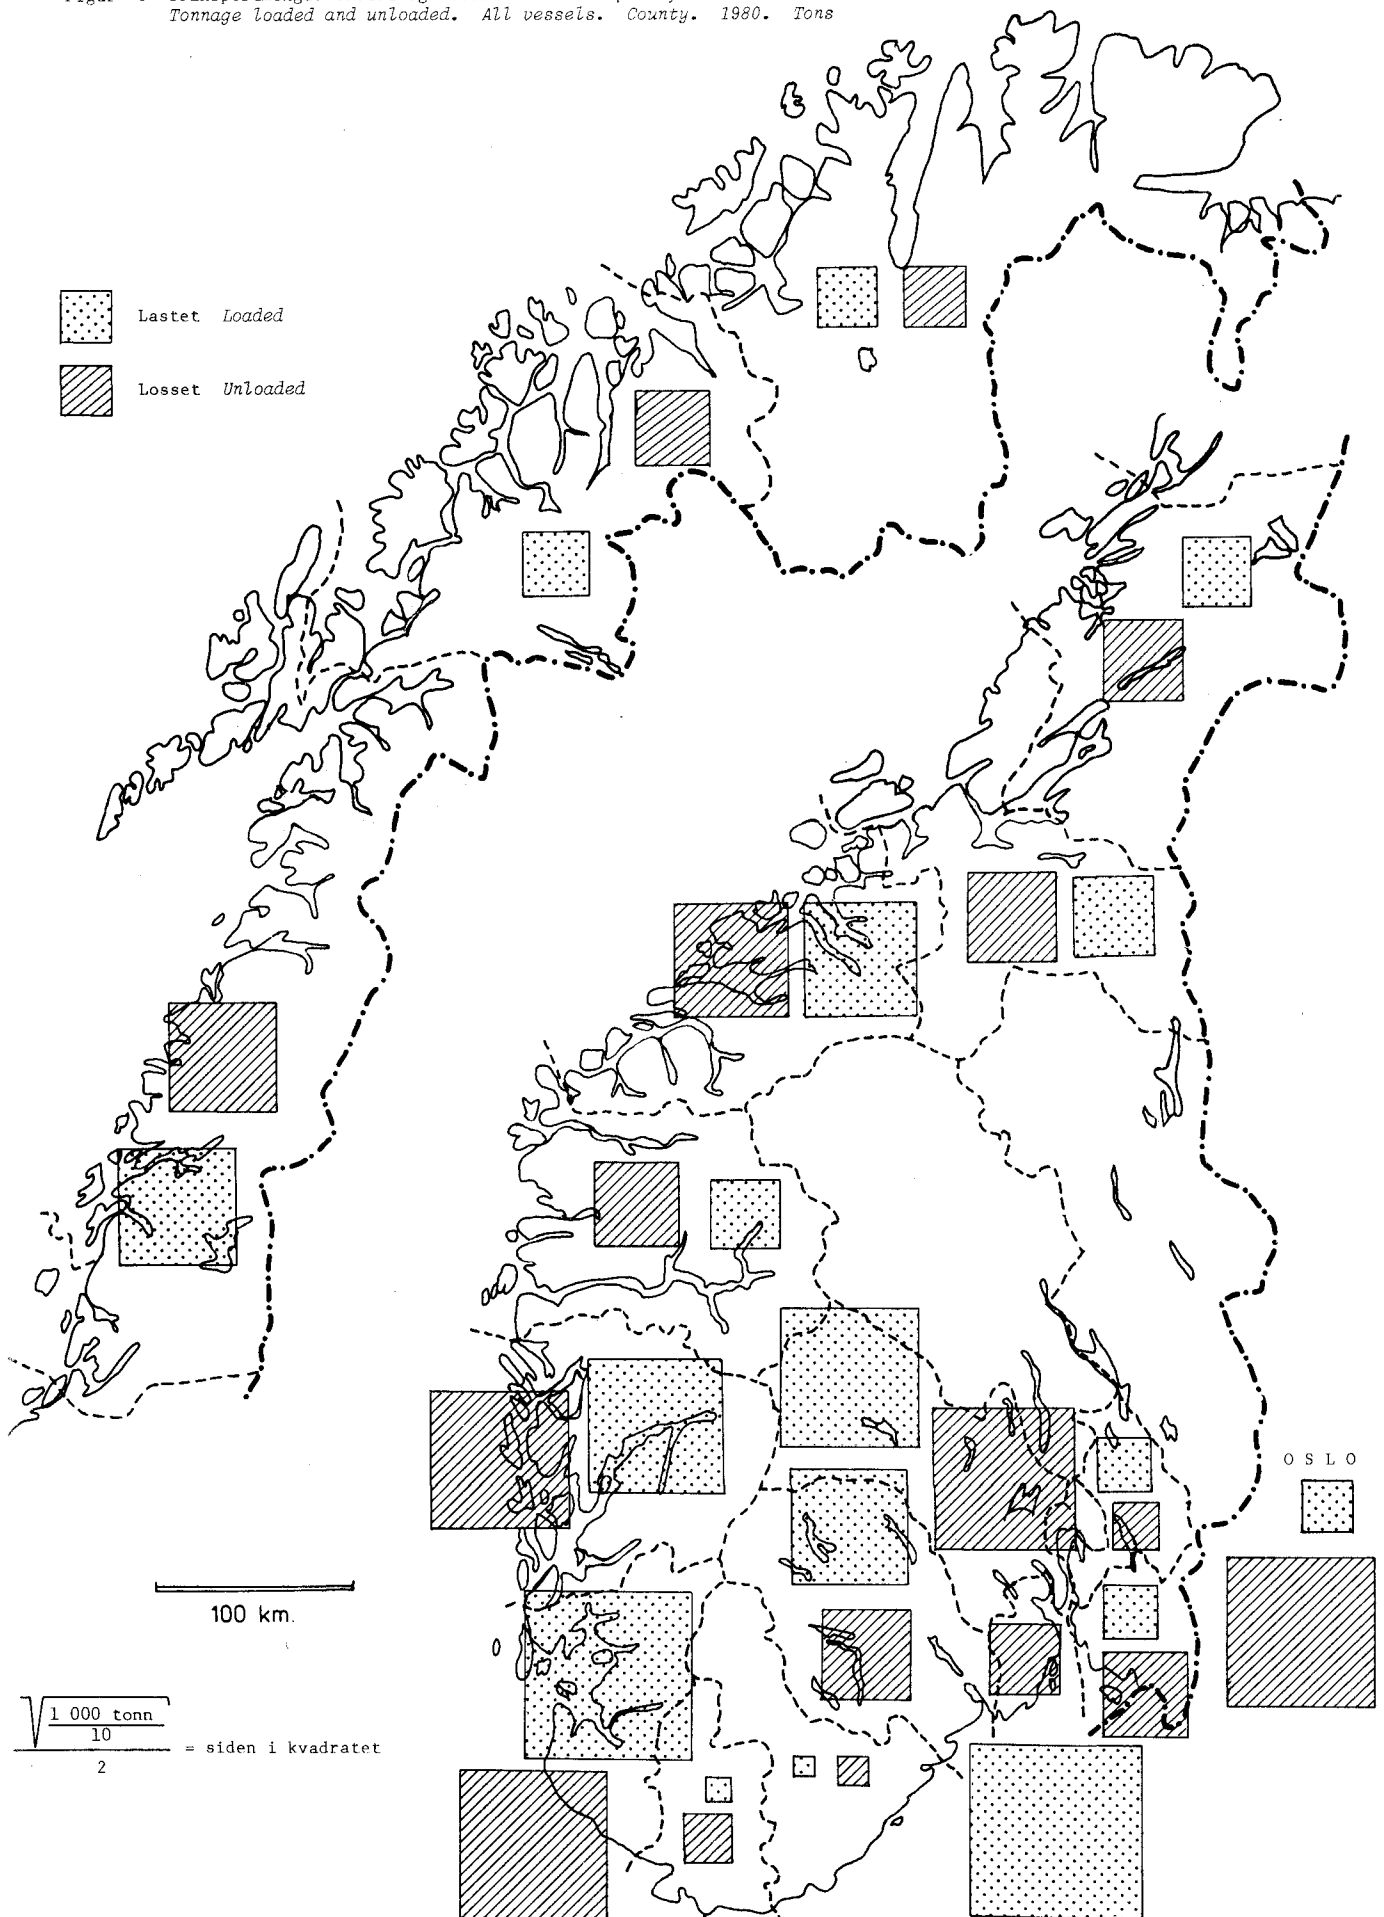 Tonnage loaded and unloaded. All vessels. County. 1980. Tons
Lastet Loaded
Losset Unloaded
OSLO
100 km.
1 000 tonn
10
2
= siden i kvadratet